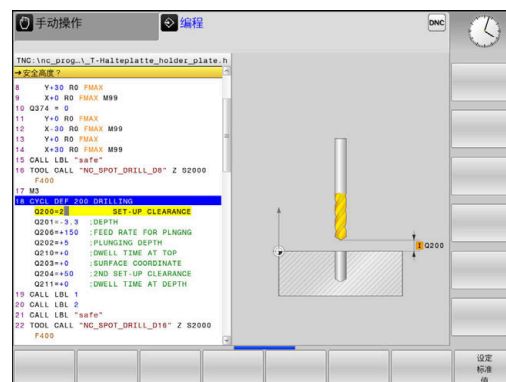 手动操作
编程
DNC
TNC:\nc_prog…\_T-Halteplatte_holder_plate.h
→安全高度？
8 Y+30 R0 FMAX
9 X+0 R0 FMAX M99
10 Q374 = 0
11 Y+0 R0 FMAX
12 X-30 R0 FMAX M99
13 Y+0 R0 FMAX
14 X+30 R0 FMAX M99
15 CALL LBL "safe"
16 TOOL CALL "NC_SPOT_DRILL_D8" Z S2000
F400
17 M3
18 CYCL DEF 200 DRILLING
Q200=2 SET-UP CLEARANCE
Q201=-3.3 ;DEPTH
Q206=+150 ;FEED RATE FOR PLNGNG
Q202=+5 ;PLUNGING DEPTH
Q210=+0 ;DWELL TIME AT TOP
Q203=+0 ;SURFACE COORDINATE
Q204=+50 ;2ND SET-UP CLEARANCE
Q211=+0 ;DWELL TIME AT DEPTH
19 CALL LBL 1
20 CALL LBL 2
21 CALL LBL "safe"
22 TOOL CALL "NC_SPOT_DRILL_D16" Z S2000
F400
I Q200
设定
标准
值